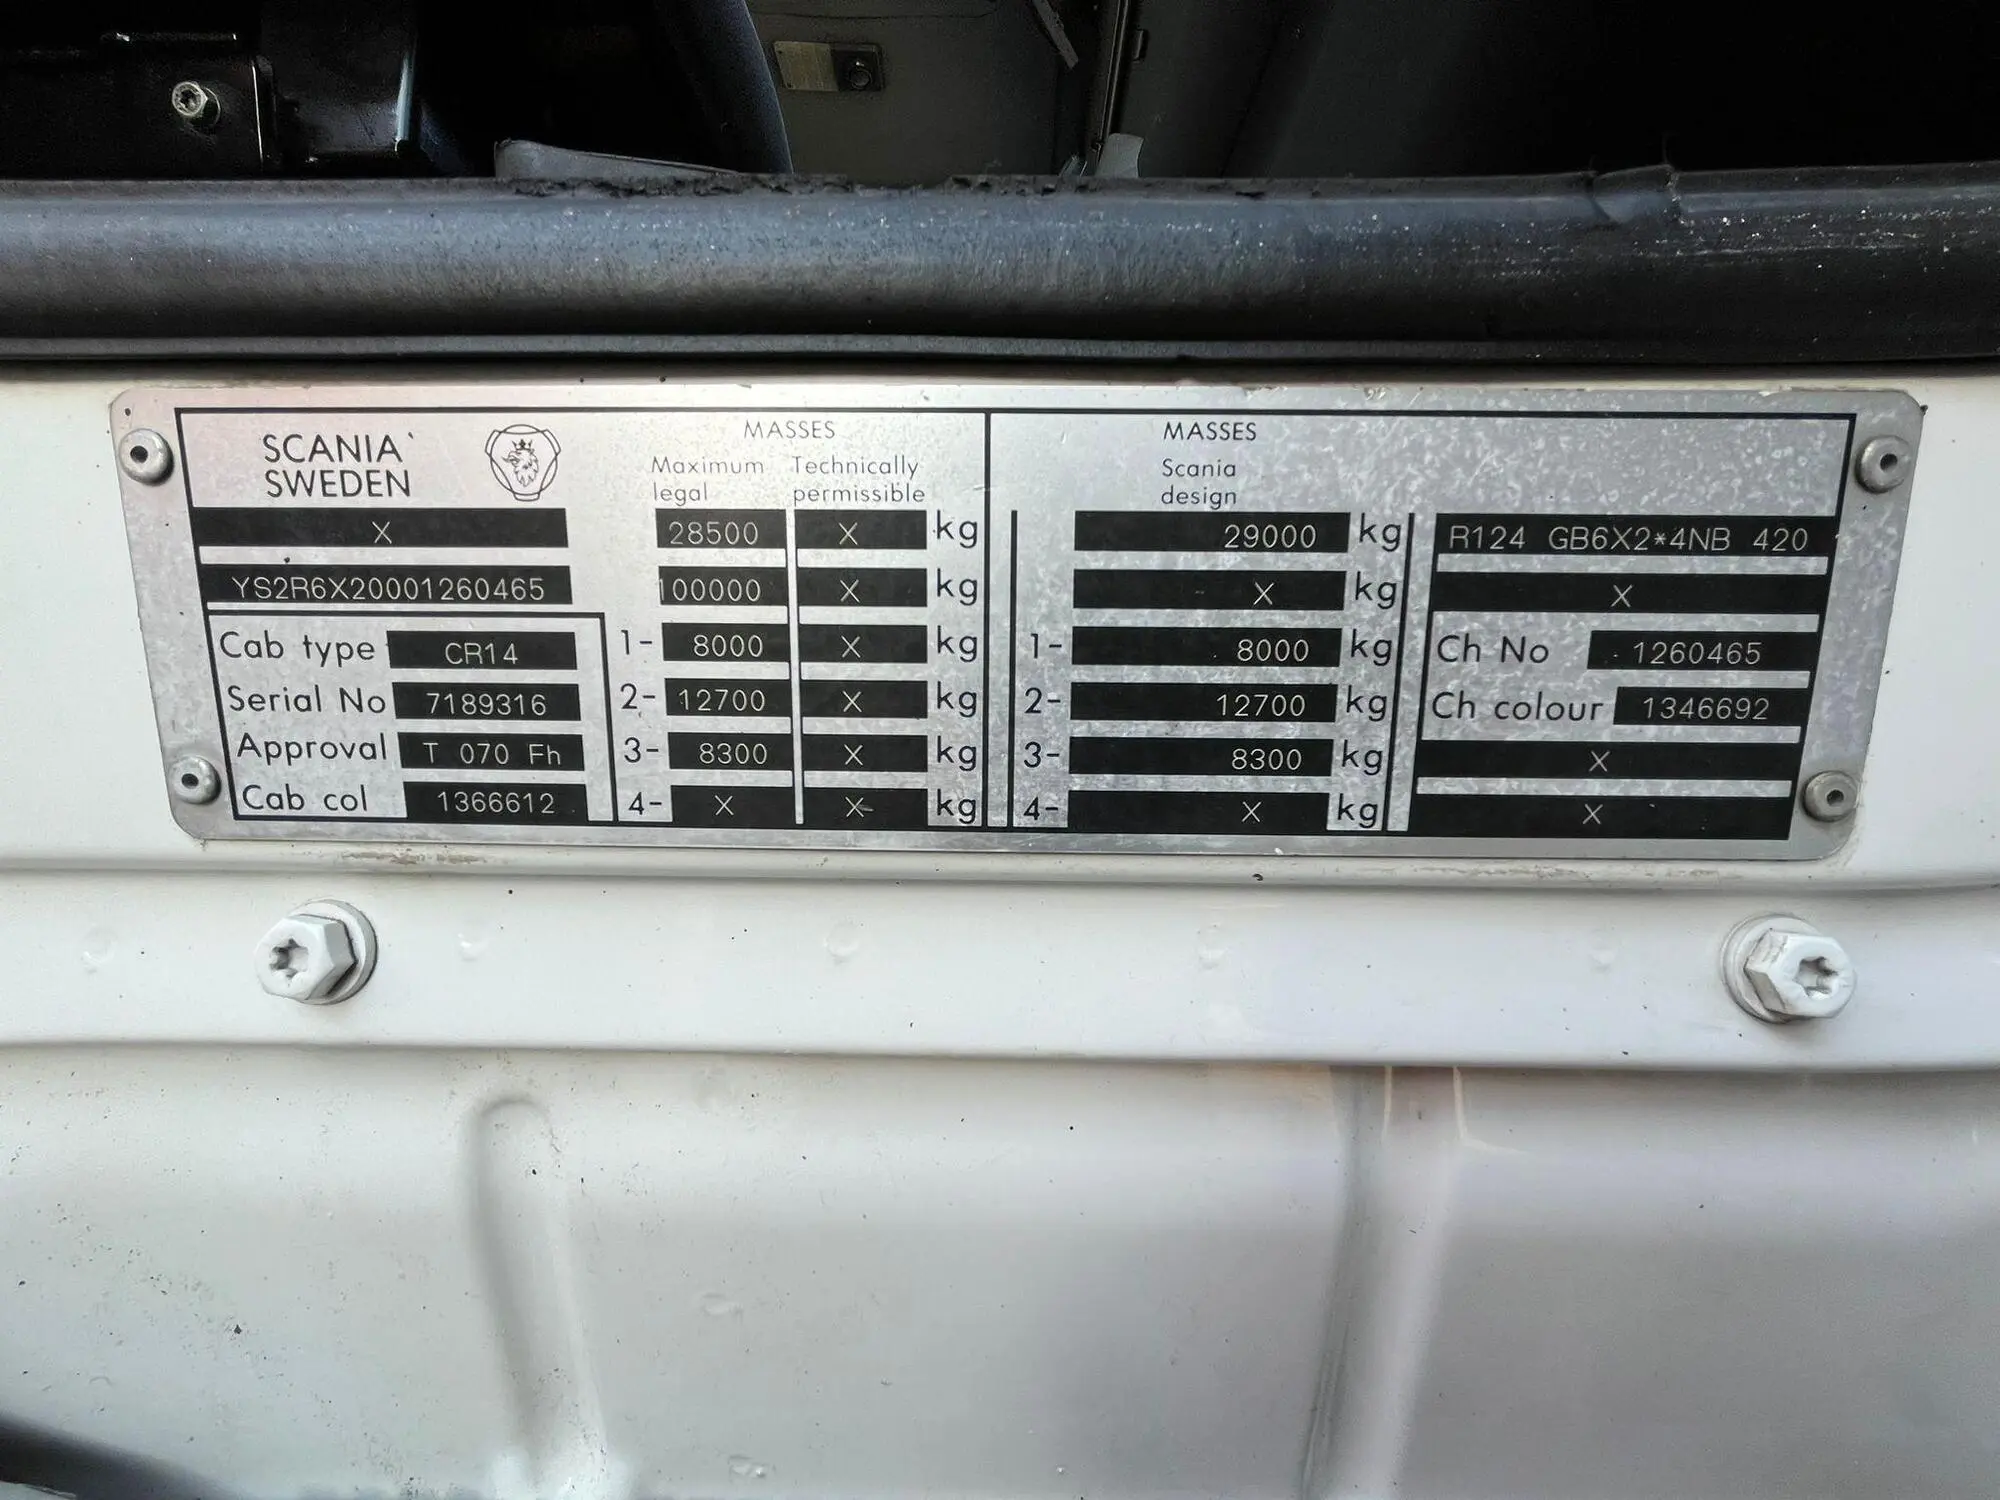 SCANIA
SWEDEN
MASSES
Maximum legal
Technically permissible
MASSES
Scania design
X
28500 X kg
29000 kg
R124 GB6X2*4NB 420
YS2R6X20001260465
100000 X kg
X kg
X
Cab type CR14
1- 8000 X kg
1- 8000 kg
Ch No 1260465
Serial No 7189316
2- 12700 X kg
2- 12700 kg
Ch colour 1346692
Approval T 070 Fh
3- 8300 X kg
3- 8300 kg
X
Cab col 1366612
4- X X kg
4- X kg
X